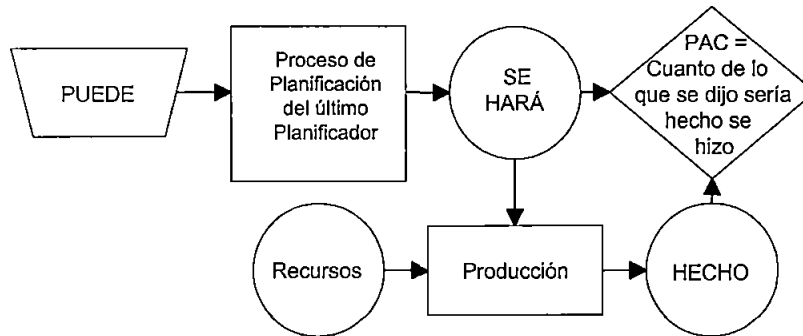 PUEDE
Proceso de
Planificación
del último
Planificador
SE
HARÁ
PAC =
Cuanto de lo
que se dijo sería
hecho se
hizo
Recursos
Producción
HECHO